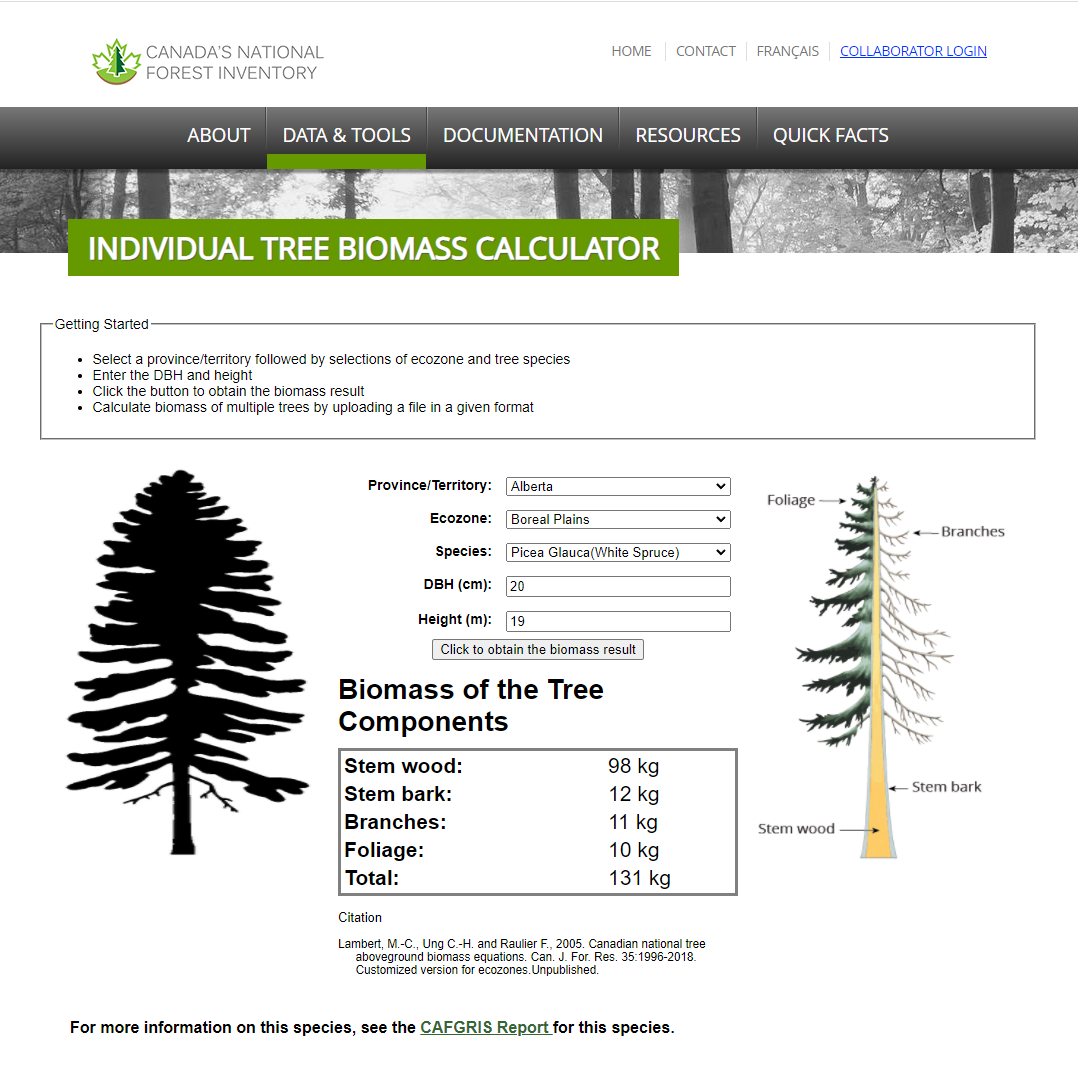 CANADA'S NATIONAL
FOREST INVENTORY
HOME
CONTACT
FRANÇAIS
COLLABORATOR LOGIN
ABOUT
DATA & TOOLS
DOCUMENTATION
RESOURCES
QUICK FACTS
INDIVIDUAL TREE BIOMASS CALCULATOR
Getting Started
• Select a province/territory followed by selections of ecozone and tree species
• Enter the DBH and height
• Click the button to obtain the biomass result
• Calculate biomass of multiple trees by uploading a file in a given format
Province/Territory: Alberta
Ecozone: Boreal Plains
Species: Picea Glauca(White Spruce)
DBH (cm): 20
Height (m): 19
Click to obtain the biomass result
Biomass of the Tree
Components
Stem wood: 98 kg
Stem bark: 12 kg
Branches: 11 kg
Foliage: 10 kg
Total: 131 kg
Citation
Lambert, M.-C., Ung C.-H. and Raulier F., 2005. Canadian national tree
aboveground biomass equations. Can. J. For. Res. 35:1996-2018.
Customized version for ecozones.Unpublished.
Foliage
Branches
Stem bark
Stem wood
For more information on this species, see the CAFGRIS Report for this species.